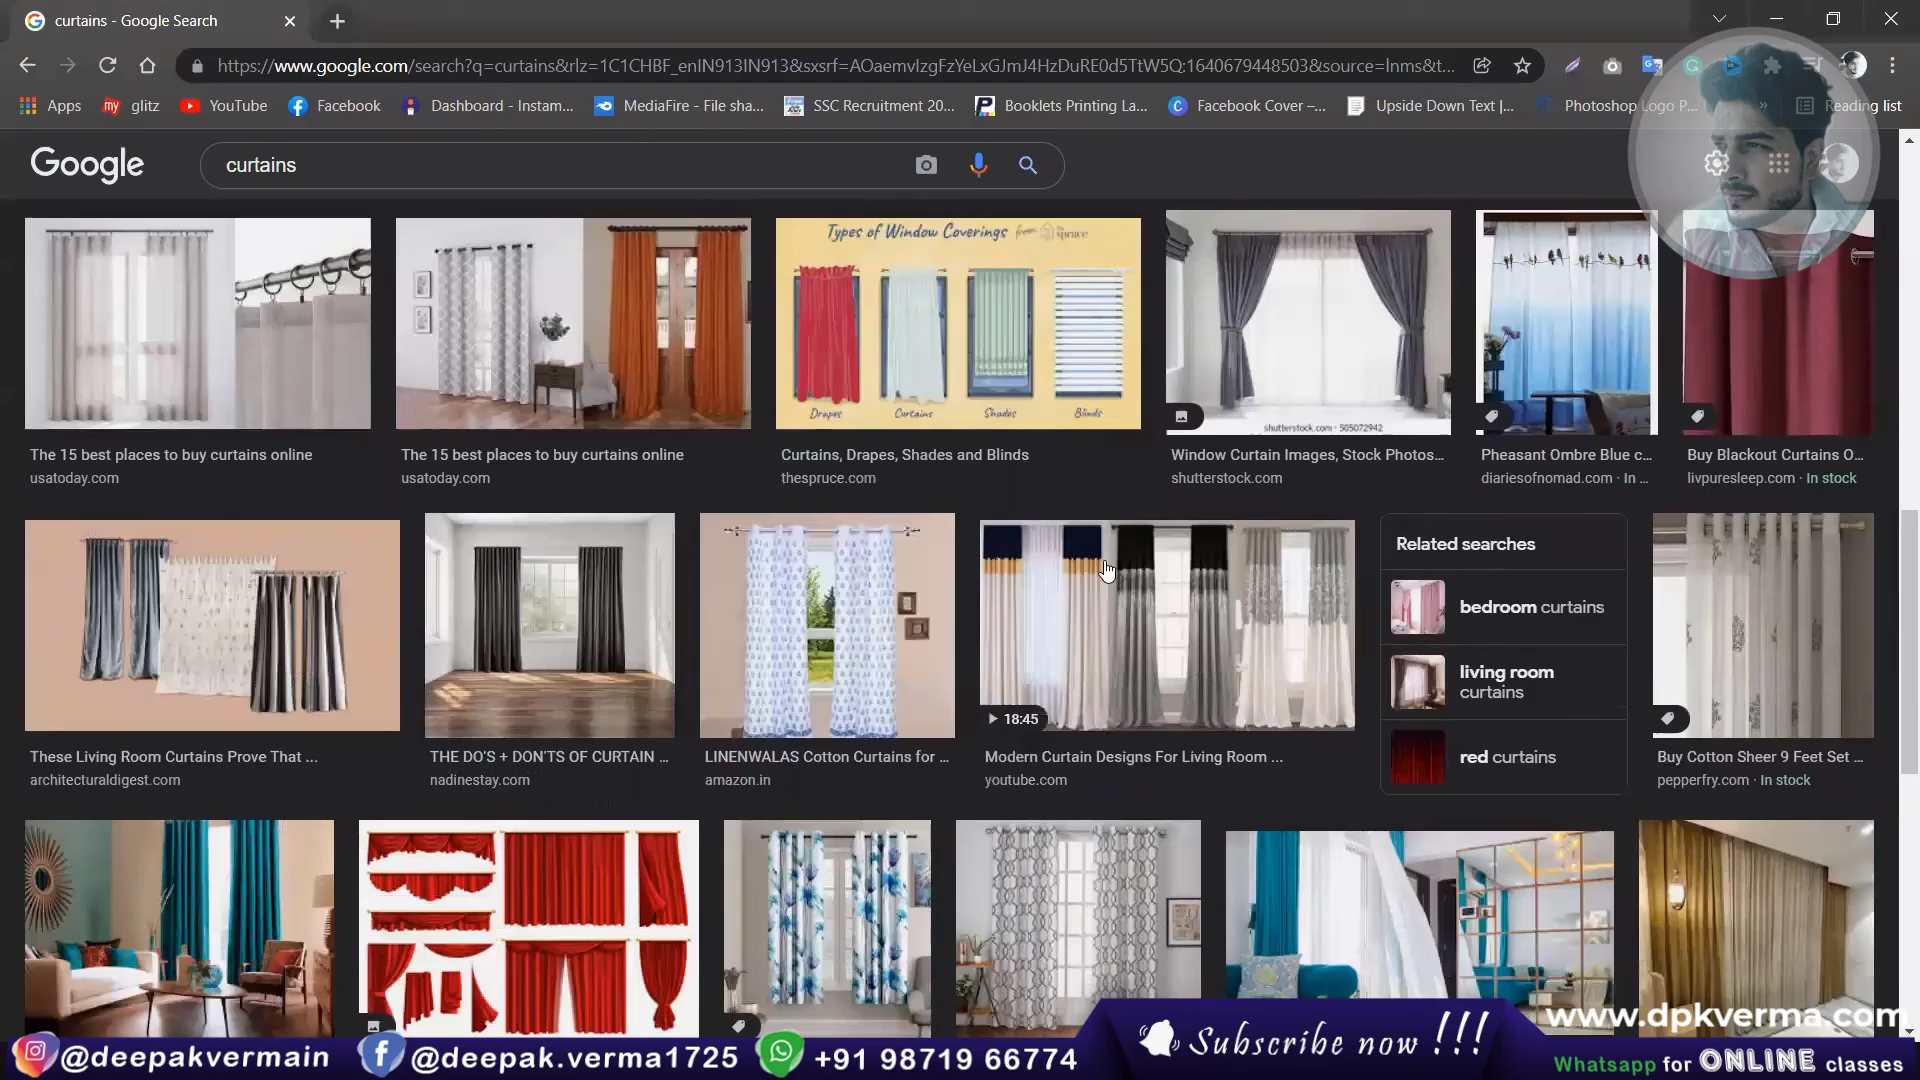 curtains - Google Search
https://www.google.com/search?q=curtains&rlz=1C1CHBF_enIN913IN913&sxsrf=AOaemvIzgFzYeLxGJmJ4HzDuRE0d5TtW5Q:1640679448503&source=lnms&t...
Apps
glitz
YouTube
Facebook
Dashboard - Instam...
MediaFire - File sha...
SSC Recruitment 20...
Booklets Printing La...
Facebook Cover –...
Upside Down Text |...
Photoshop Logo P...
»
Reading list
Google
curtains
Types of Window Coverings from the spruce
Drapes
Curtains
Shades
Blinds
shutterstock.com · 505072942
The 15 best places to buy curtains online
usatoday.com
The 15 best places to buy curtains online
usatoday.com
Curtains, Drapes, Shades and Blinds
thespruce.com
Window Curtain Images, Stock Photos...
shutterstock.com
Pheasant Ombre Blue c...
diariesofnomad.com · In ...
Buy Blackout Curtains O...
livpuresleep.com · In stock
18:45
Related searches
bedroom curtains
living room
curtains
red curtains
These Living Room Curtains Prove That ...
architecturaldigest.com
THE DO'S + DON'TS OF CURTAIN ...
nadinestay.com
LINENWALAS Cotton Curtains for ...
amazon.in
Modern Curtain Designs For Living Room ...
youtube.com
Buy Cotton Sheer 9 Feet Set ...
pepperfry.com · In stock
@deepakvermain
@deepak.verma1725
+91 98719 66774
Subscribe now !!!
www.dpkverma.com
Whatsapp for ONLINE classes